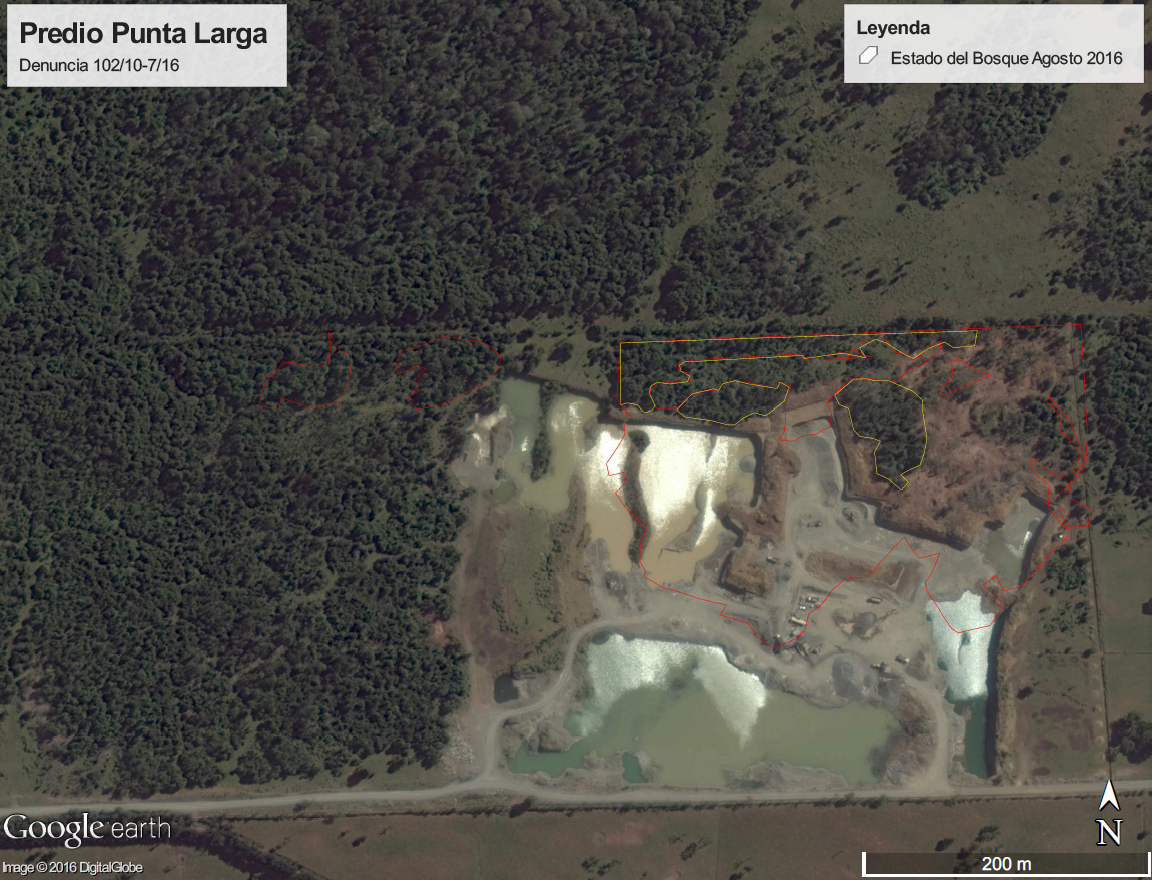 Predio Punta Larga
Denuncia 102/10-7/16
Leyenda
Estado del Bosque Agosto 2016
Google earth
Image © 2016 DigitalGlobe
N
200 m